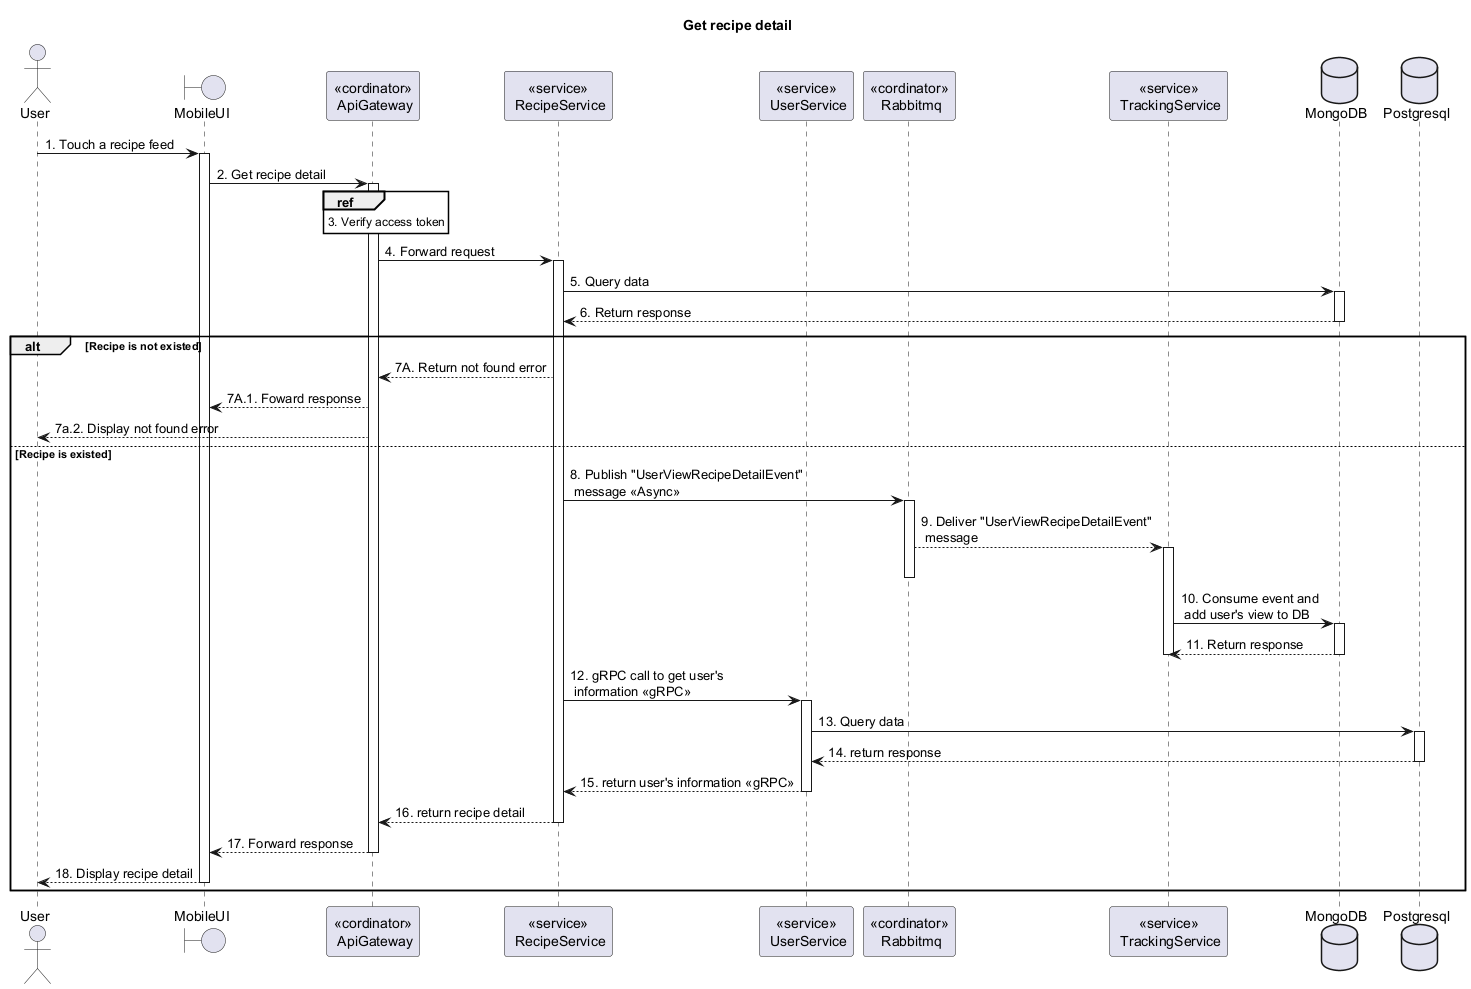 Get recipe detail
User
MobileUI
«cordinator»
ApiGateway
«service»
RecipeService
«service»
UserService
«cordinator»
Rabbitmq
«service»
TrackingService
MongoDB
Postgresql
1. Touch a recipe feed
2. Get recipe detail
ref
3. Verify access token
4. Forward request
5. Query data
6. Return response
alt
[Recipe is not existed]
7A. Return not found error
7A.1. Foward response
7a.2. Display not found error
[Recipe is existed]
8. Publish "UserViewRecipeDetailEvent"
message «Async»
9. Deliver "UserViewRecipeDetailEvent"
message
10. Consume event and
add user's view to DB
11. Return response
12. gRPC call to get user's
information «gRPC»
13. Query data
14. return response
15. return user's information «gRPC»
16. return recipe detail
17. Forward response
18. Display recipe detail
User
MobileUI
«cordinator»
ApiGateway
«service»
RecipeService
«service»
UserService
«cordinator»
Rabbitmq
«service»
TrackingService
MongoDB
Postgresql